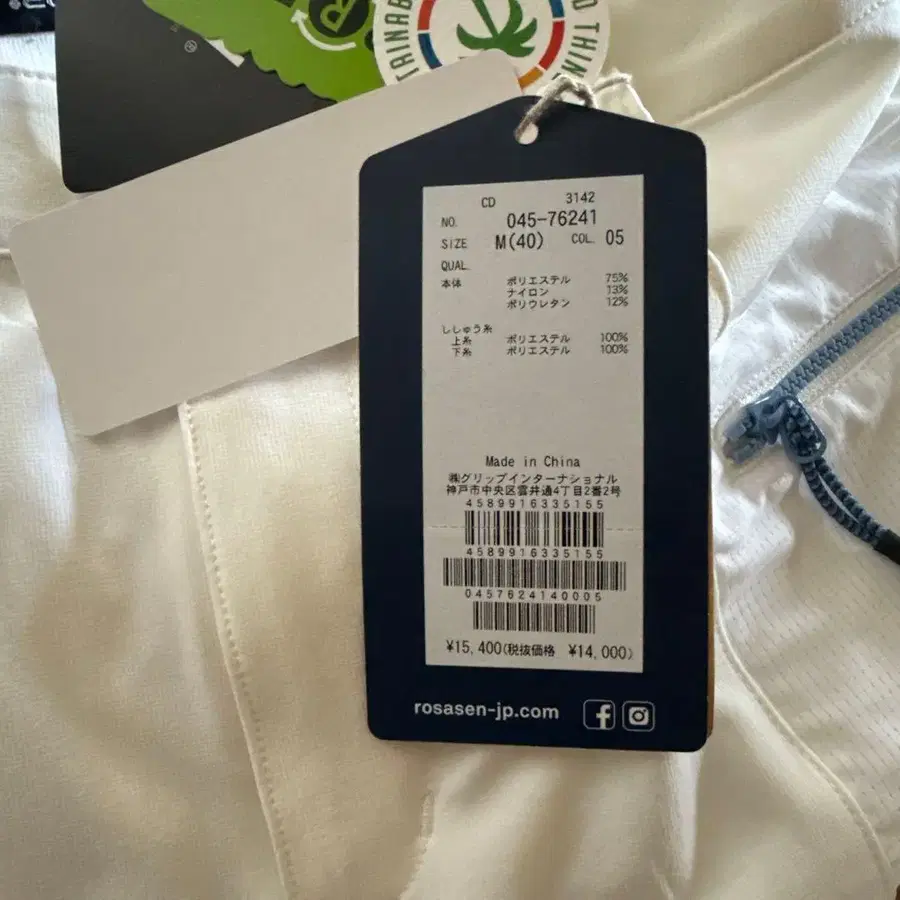 TAINAB
O THIN
R
®
CD 3142
NO. 045-76241
SIZE M(40) COL. 05
QUAL.
本体 ポリエステル 75%
ナイロン 13%
ポリウレタン 12%
ししゅう糸
上糸 ポリエステル 100%
下糸 ポリエステル 100%
Made in China
㈱グリップインターナショナル
神戸市中央区雲井通4丁目2番2号
4589916335155
4589916335155
0457624140005
¥15,400(税抜価格 ¥14,000)
rosasen-jp.com